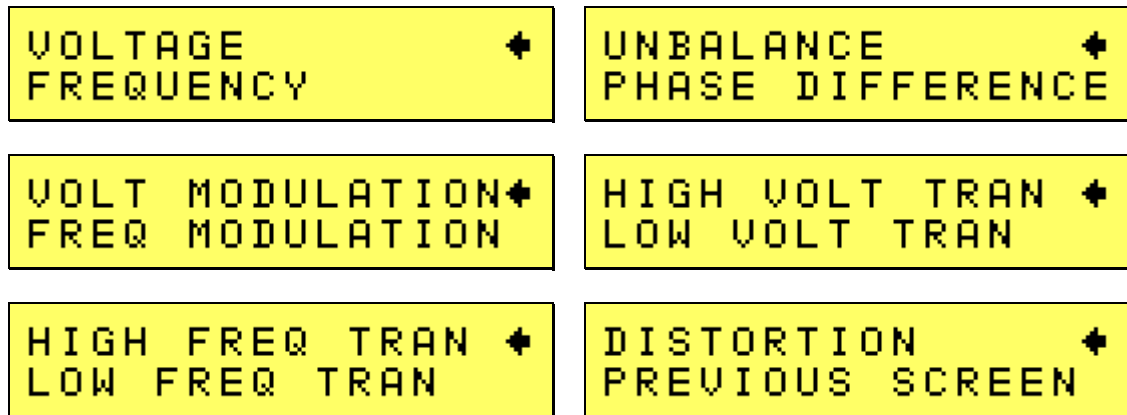 VOLTAGE ←
FREQUENCY
UNBALANCE ←
PHASE DIFFERENCE
VOLT MODULATION←
FREQ MODULATION
HIGH VOLT TRAN ←
LOW VOLT TRAN
HIGH FREQ TRAN ←
LOW FREQ TRAN
DISTORTION ←
PREVIOUS SCREEN